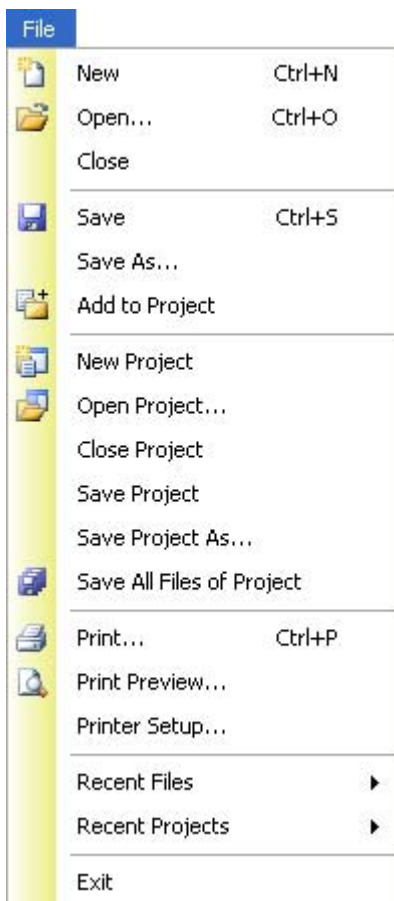 File
New Ctrl+N
Open... Ctrl+O
Close
Save Ctrl+S
Save As...
Add to Project
New Project
Open Project...
Close Project
Save Project
Save Project As...
Save All Files of Project
Print... Ctrl+P
Print Preview...
Printer Setup...
Recent Files
Recent Projects
Exit